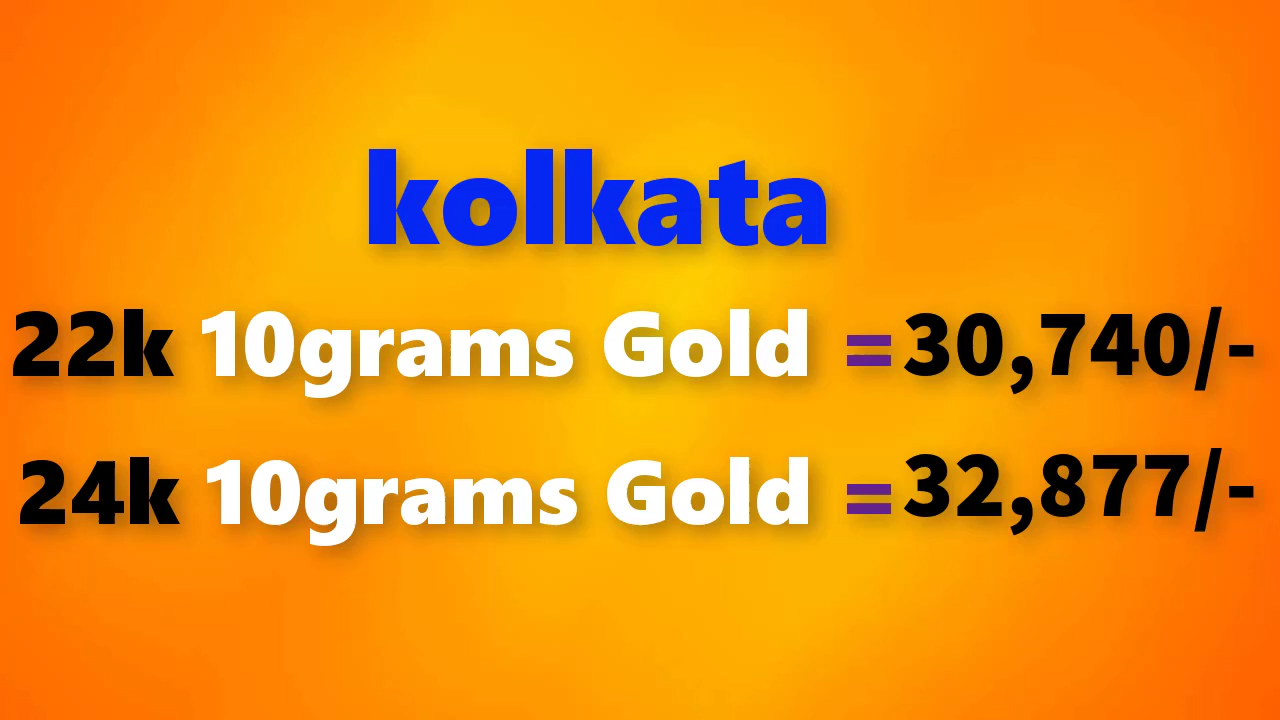 kolkata
22k 10grams Gold =30,740/-
24k 10grams Gold =32,877/-